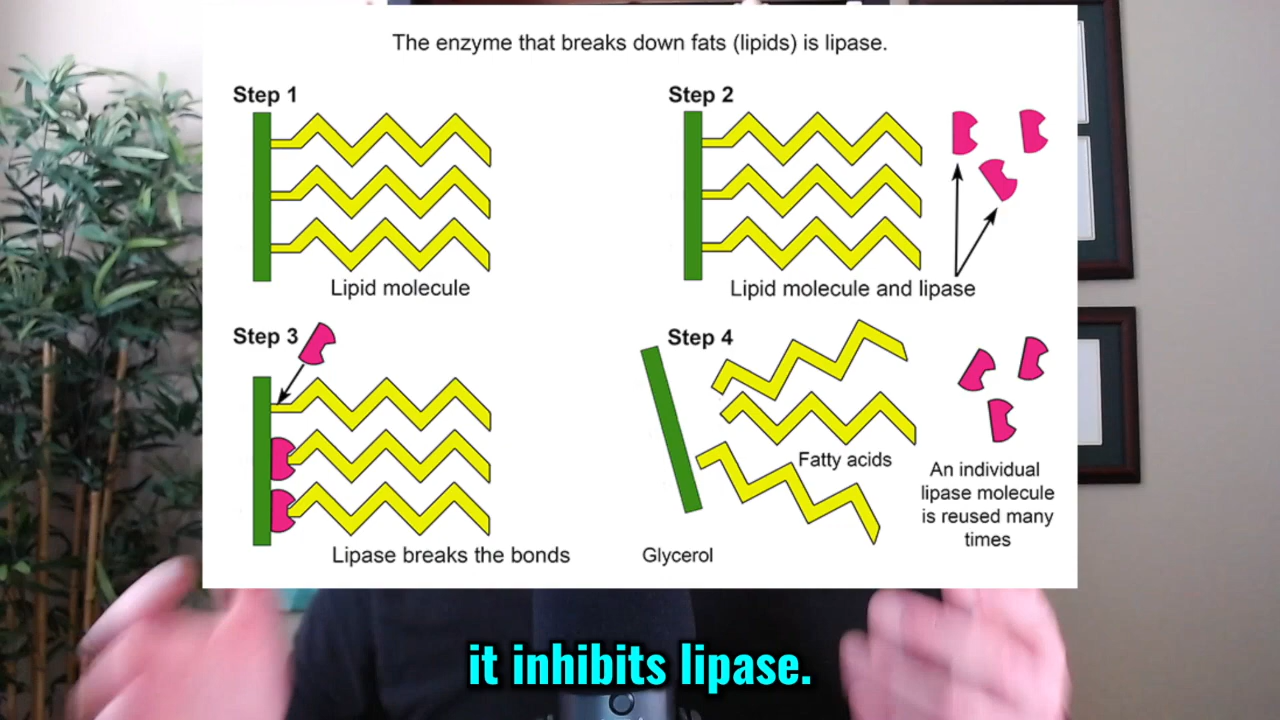 The enzyme that breaks down fats (lipids) is lipase.
Step 1
Lipid molecule
Step 2
Lipid molecule and lipase
Step 3
Lipase breaks the bonds
Step 4
Fatty acids
Glycerol
An individual
lipase molecule
is reused many
times
it inhibits lipase.